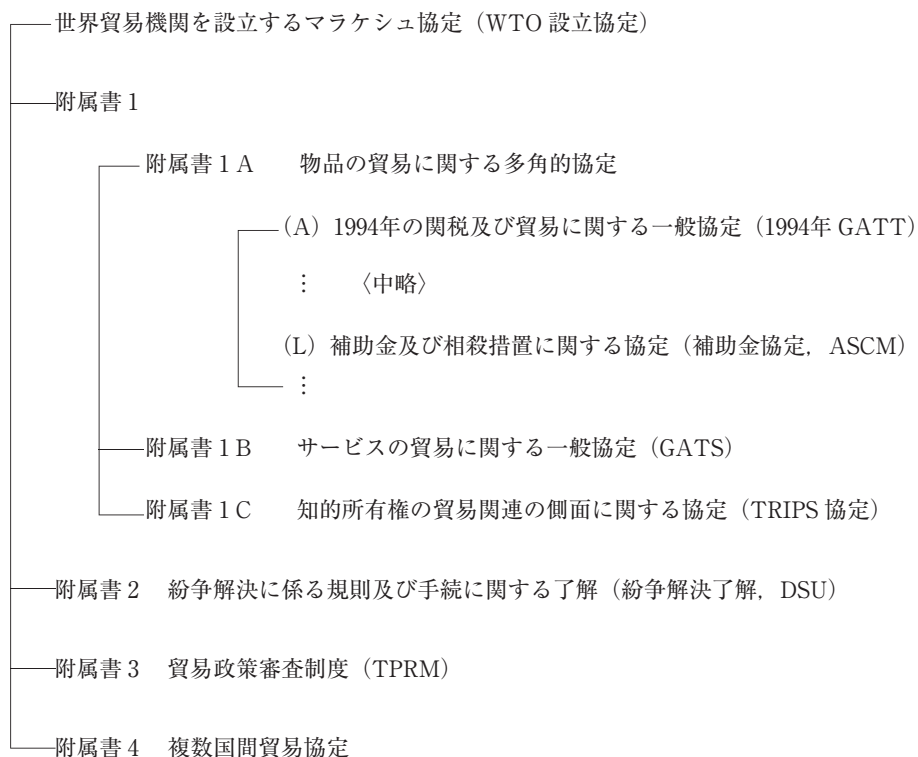 世界貿易機関を設立するマラケシュ協定（WTO 設立協定）
附属書 1
附属書 1 A　物品の貿易に関する多角的協定
（A）1994年の関税及び貿易に関する一般協定（1994年 GATT）
⋮　〈中略〉
（L）補助金及び相殺措置に関する協定（補助金協定，ASCM）
⋮
附属書 1 B　サービスの貿易に関する一般協定（GATS）
附属書 1 C　知的所有権の貿易関連の側面に関する協定（TRIPS 協定）
附属書 2　紛争解決に係る規則及び手続に関する了解（紛争解決了解，DSU）
附属書 3　貿易政策審査制度（TPRM）
附属書 4　複数国間貿易協定